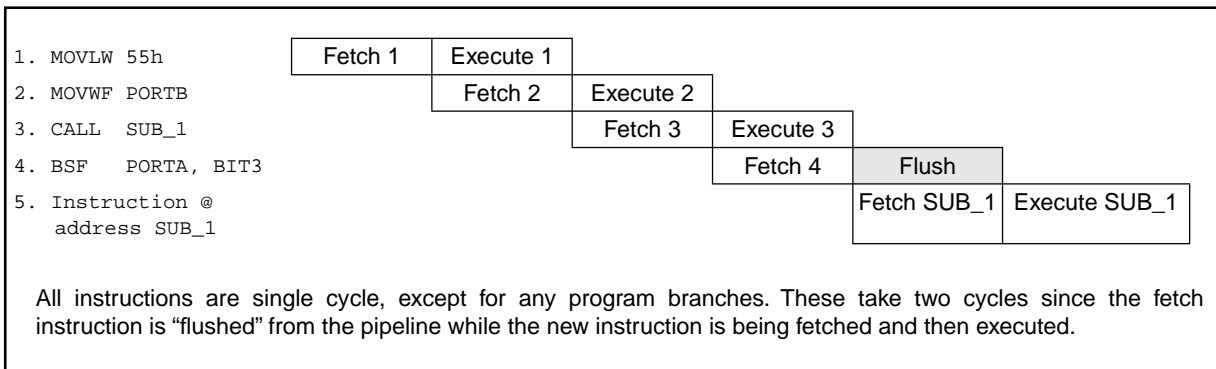 1. MOVLW 55h Fetch 1 Execute 1
2. MOVWF PORTB Fetch 2 Execute 2
3. CALL SUB_1 Fetch 3 Execute 3
4. BSF PORTA, BIT3 Fetch 4 Flush
5. Instruction @ Fetch SUB_1 Execute SUB_1
address SUB_1
All instructions are single cycle, except for any program branches. These take two cycles since the fetch
instruction is “flushed” from the pipeline while the new instruction is being fetched and then executed.